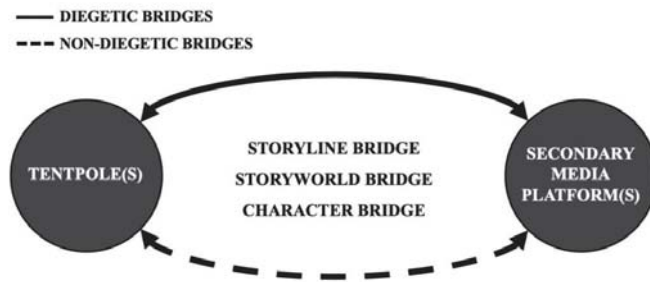 DIEGETIC BRIDGES
NON-DIEGETIC BRIDGES
TENTPOLE(S)
STORYLINE BRIDGE
STORYWORLD BRIDGE
CHARACTER BRIDGE
SECONDARY
MEDIA
PLATFORM(S)